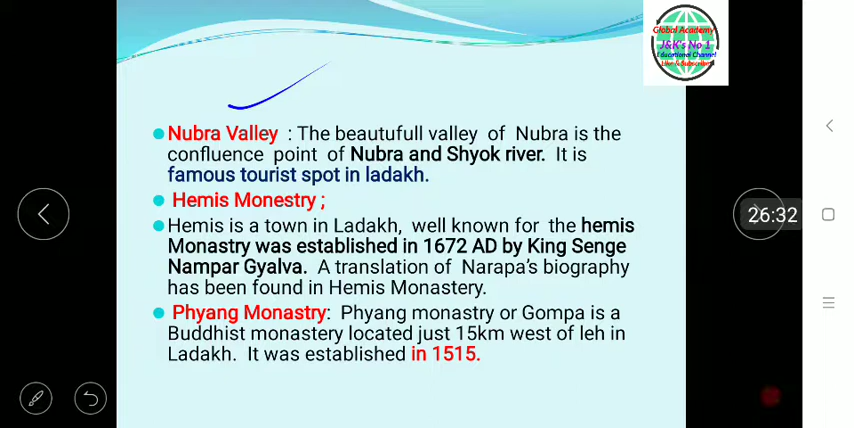 Global Academy
J&K's No 1
Educational Channel
Like & Subscribe
Nubra Valley : The beautufull valley of Nubra is the
confluence point of Nubra and Shyok river. It is
famous tourist spot in ladakh.
Hemis Monestry ;
Hemis is a town in Ladakh, well known for the hemis
Monastry was established in 1672 AD by King Senge
Nampar Gyalva. A translation of Narapa's biography
has been found in Hemis Monastery.
Phyang Monastry: Phyang monastry or Gompa is a
Buddhist monastery located just 15km west of leh in
Ladakh. It was established in 1515.
26:32